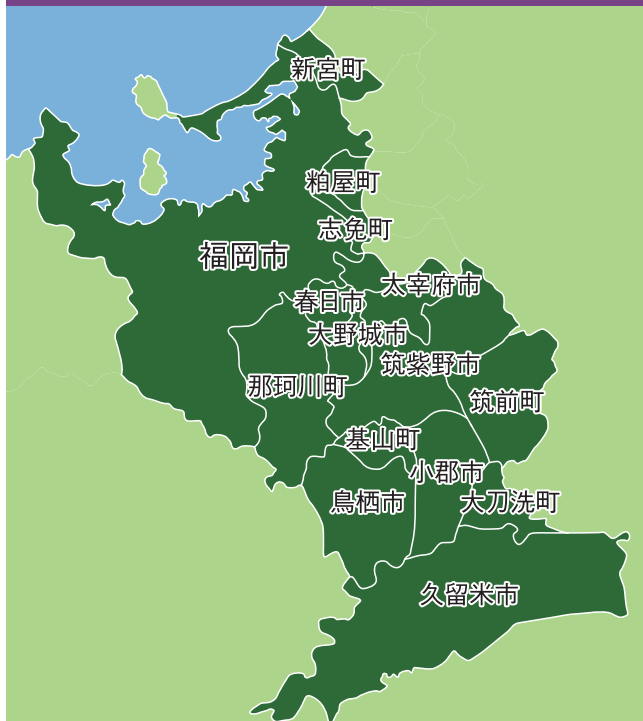 新宮町
粕屋町
志免町
福岡市
太宰府市
春日市
大野城市
筑紫野市
那珂川町
筑前町
基山町
小郡市
鳥栖市
大刀洗町
久留米市